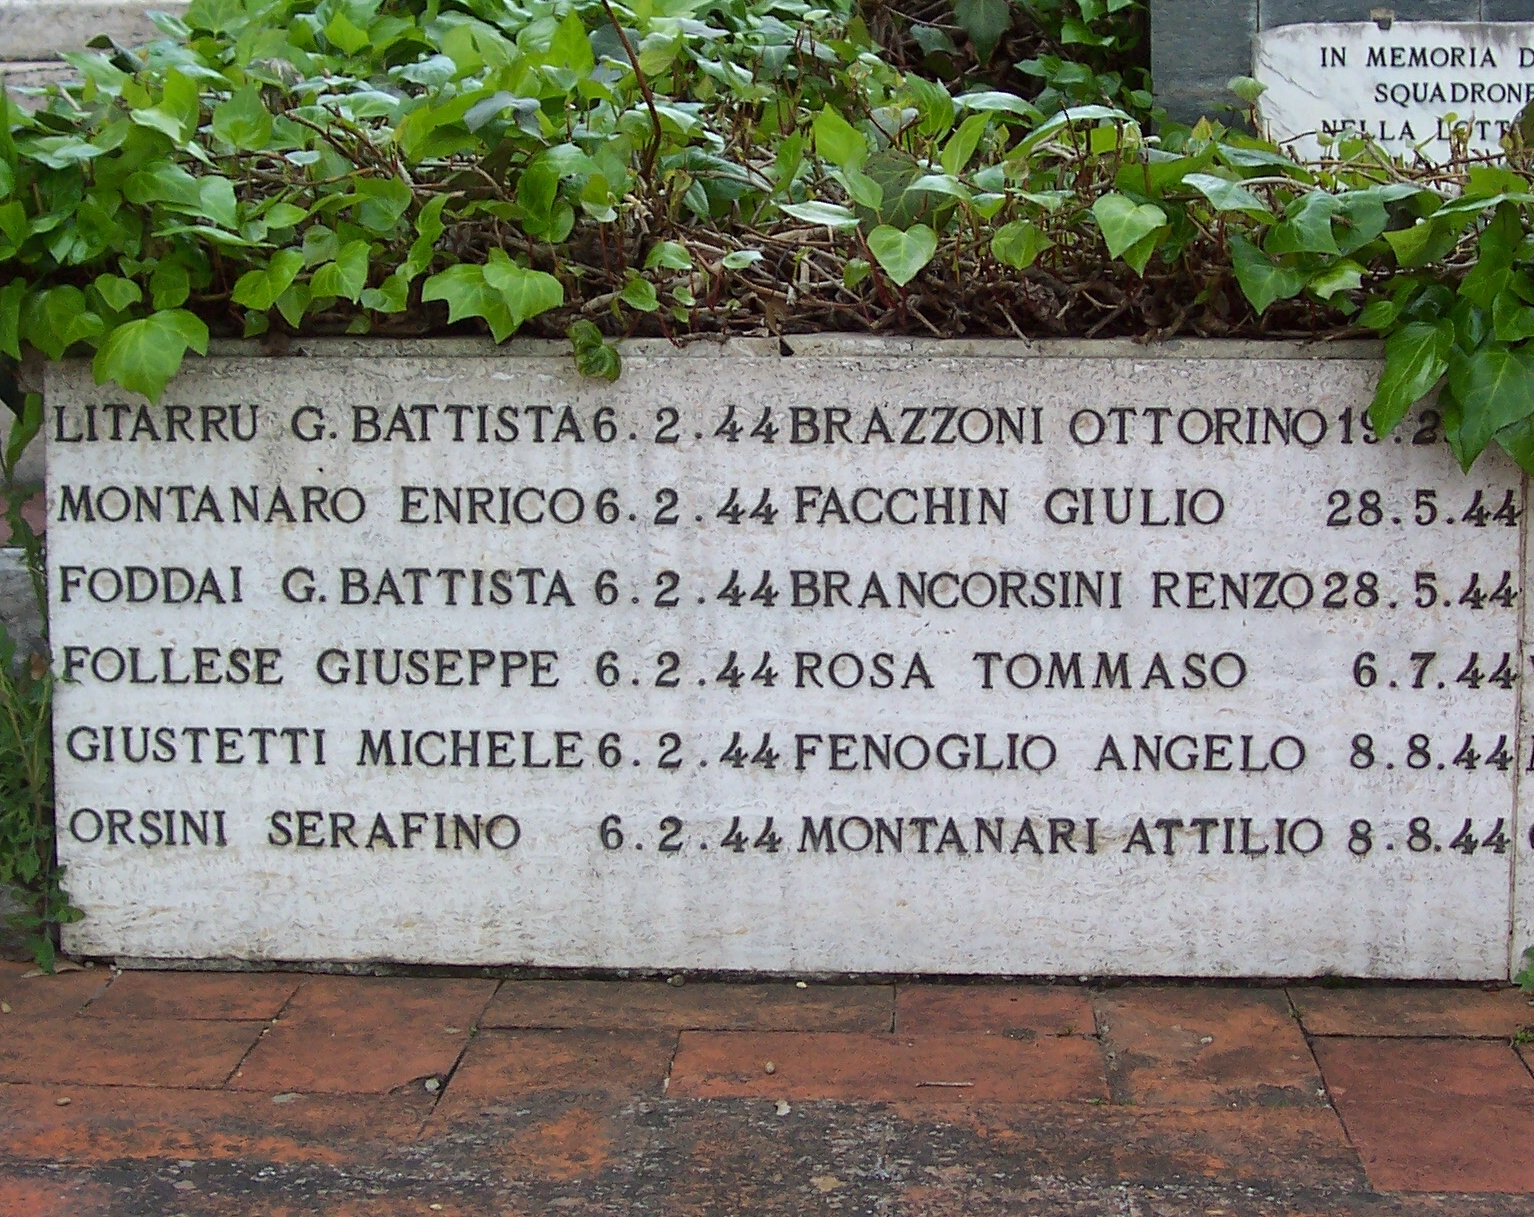 IN MEMORIA
SQUADRONE
NELLA
LITARRU G. BATTISTA 6.2.44 BRAZZONI OTTORINO 19.2.
MONTANARO ENRICO 6.2.44 FACCHIN GIULIO 28.5.44
FODDAI G. BATTISTA 6.2.44 BRANCORSINI RENZO 28.5.44
FOLLESE GIUSEPPE 6.2.44 ROSA TOMMASO 6.7.44
GIUSTETTI MICHELE 6.2.44 FENOGLIO ANGELO 8.8.44
ORSINI SERAFINO 6.2.44 MONTANARI ATTILIO 8.8.44